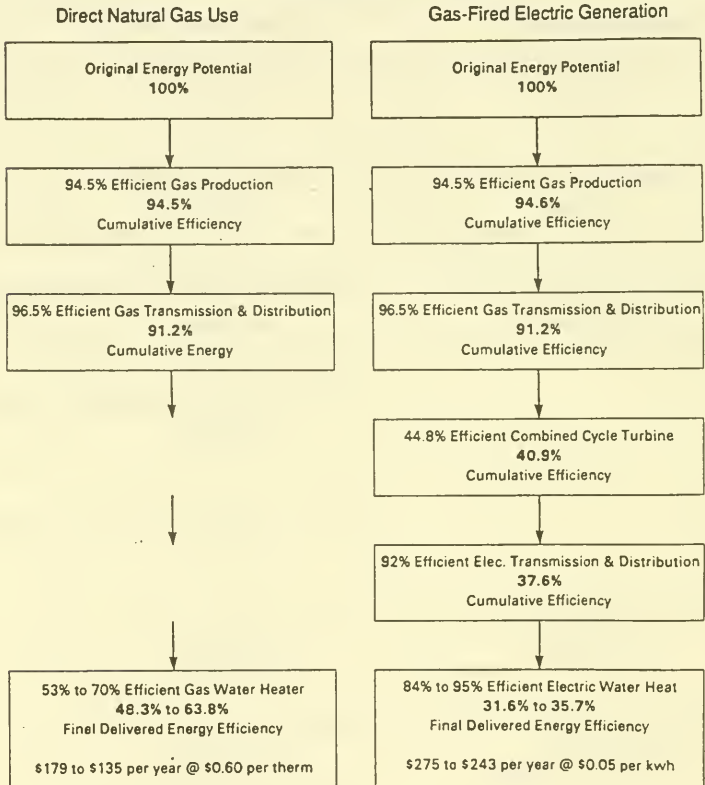 Direct Natural Gas Use
Original Energy Potential
100%
94.5% Efficient Gas Production
94.5%
Cumulative Efficiency
96.5% Efficient Gas Transmission & Distribution
91.2%
Cumulative Energy
53% to 70% Efficient Gas Water Heater
48.3% to 63.8%
Final Delivered Energy Efficiency
$179 to $135 per year @ $0.60 per therm
Gas-Fired Electric Generation
Original Energy Potential
100%
94.5% Efficient Gas Production
94.6%
Cumulative Efficiency
96.5% Efficient Gas Transmission & Distribution
91.2%
Cumulative Efficiency
44.8% Efficient Combined Cycle Turbine
40.9%
Cumulative Efficiency
92% Efficient Elec. Transmission & Distribution
37.6%
Cumulative Efficiency
84% to 95% Efficient Electric Water Heat
31.6% to 35.7%
Final Delivered Energy Efficiency
$275 to $243 per year @ $0.05 per kwh